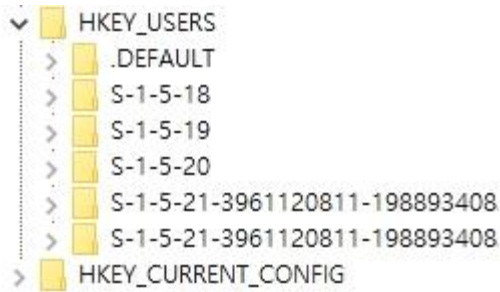 HKEY_USERS
.DEFAULT
S-1-5-18
S-1-5-19
S-1-5-20
S-1-5-21-3961120811-198893408
S-1-5-21-3961120811-198893408
HKEY_CURRENT_CONFIG